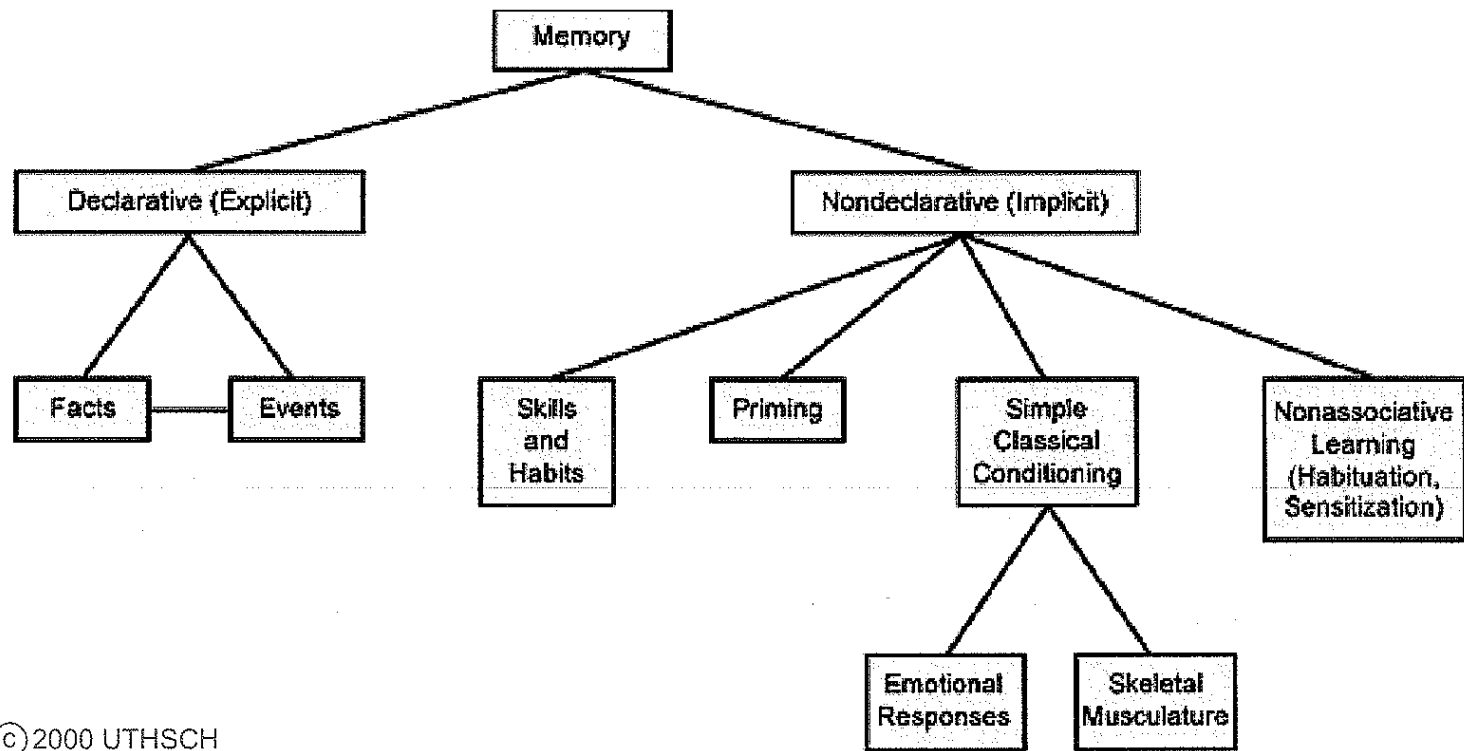 Memory
Declarative (Explicit)
Nondeclarative (Implicit)
Facts
Events
Skills
and
Habits
Priming
Simple
Classical
Conditioning
Nonassociative
Learning
(Habituation,
Sensitization)
Emotional
Responses
Skeletal
Musculature
©2000 UTHSCH